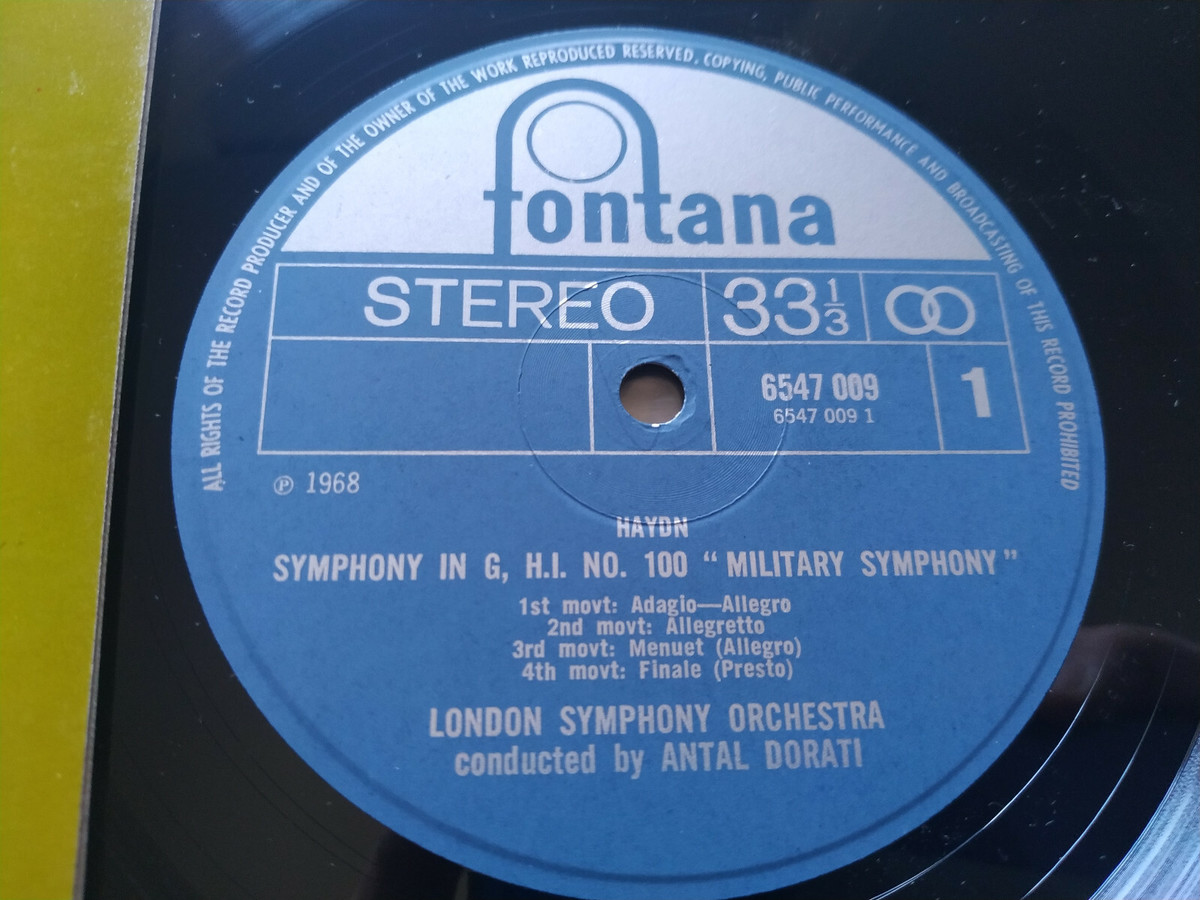 ALL RIGHTS OF THE RECORD PRODUCER AND OF THE OWNER OF THE WORK REPRODUCED RESERVED. COPYING, PUBLIC PERFORMANCE AND BROADCASTING OF THIS RECORD PROHIBITED
fontana
STEREO 33 1/3
6547 009
6547 009 1
1
℗ 1968
HAYDN
SYMPHONY IN G, H.I. NO. 100 “MILITARY SYMPHONY”
1st movt: Adagio—Allegro
2nd movt: Allegretto
3rd movt: Menuet (Allegro)
4th movt: Finale (Presto)
LONDON SYMPHONY ORCHESTRA
conducted by ANTAL DORATI